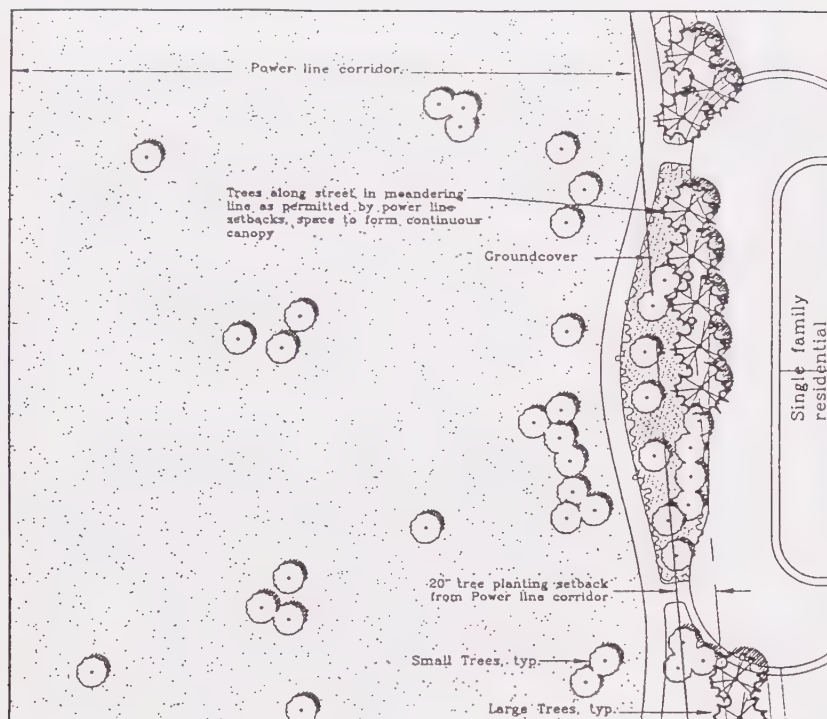 Power line corridor.
Trees along street, in meandering
line as permitted by power line
setbacks, space to form continuous
canopy
Groundcover
Single family
residential
20" tree planting setback
from Power line corridor
Small Trees, typ.
Large Trees, typ.